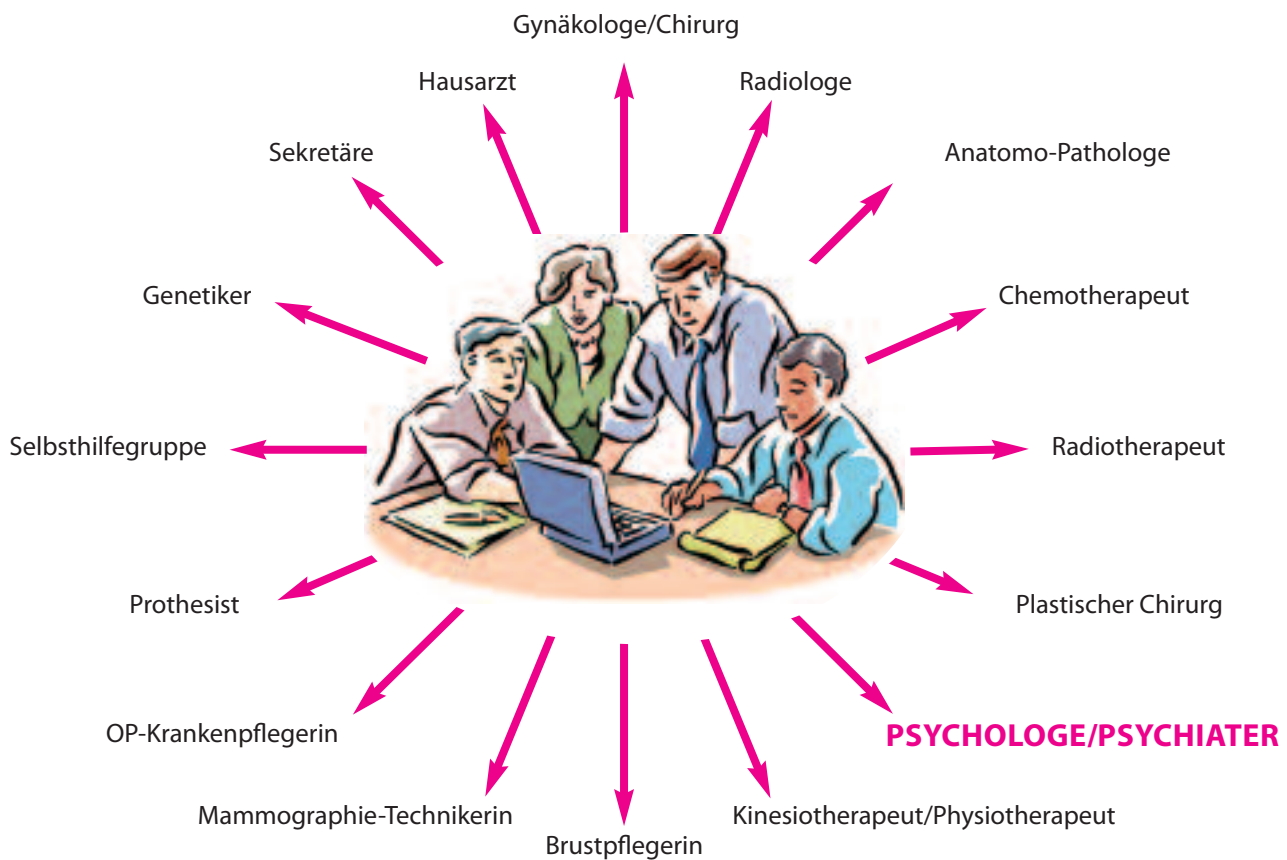 Gynäkologe/Chirurg
Hausarzt
Radiologe
Sekretäre
Anatomo-Pathologe
Genetiker
Chemotherapeut
Selbsthilfegruppe
Radiotherapeut
Prothesist
Plastischer Chirurg
OP-Krankenpflegerin
PSYCHOLOGE/PSYCHIATER
Mammographie-Technikerin
Kinesiotherapeut/Physiotherapeut
Brustpflegerin